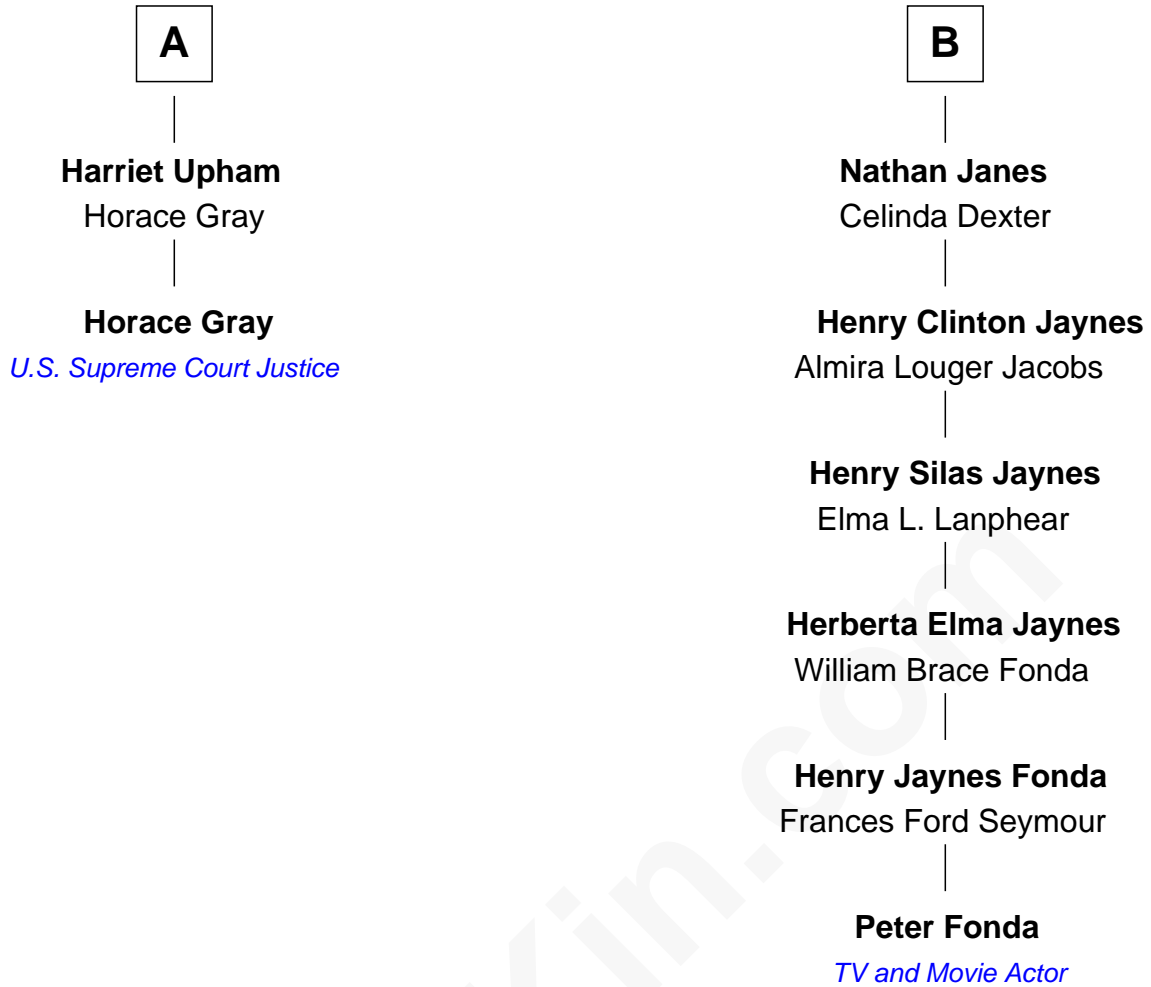 A
Harriet Upham
Horace Gray
Horace Gray
U.S. Supreme Court Justice
B
Nathan Janes
Celinda Dexter
Henry Clinton Jaynes
Almira Louger Jacobs
Henry Silas Jaynes
Elma L. Lanphear
Herberta Elma Jaynes
William Brace Fonda
Henry Jaynes Fonda
Frances Ford Seymour
Peter Fonda
TV and Movie Actor